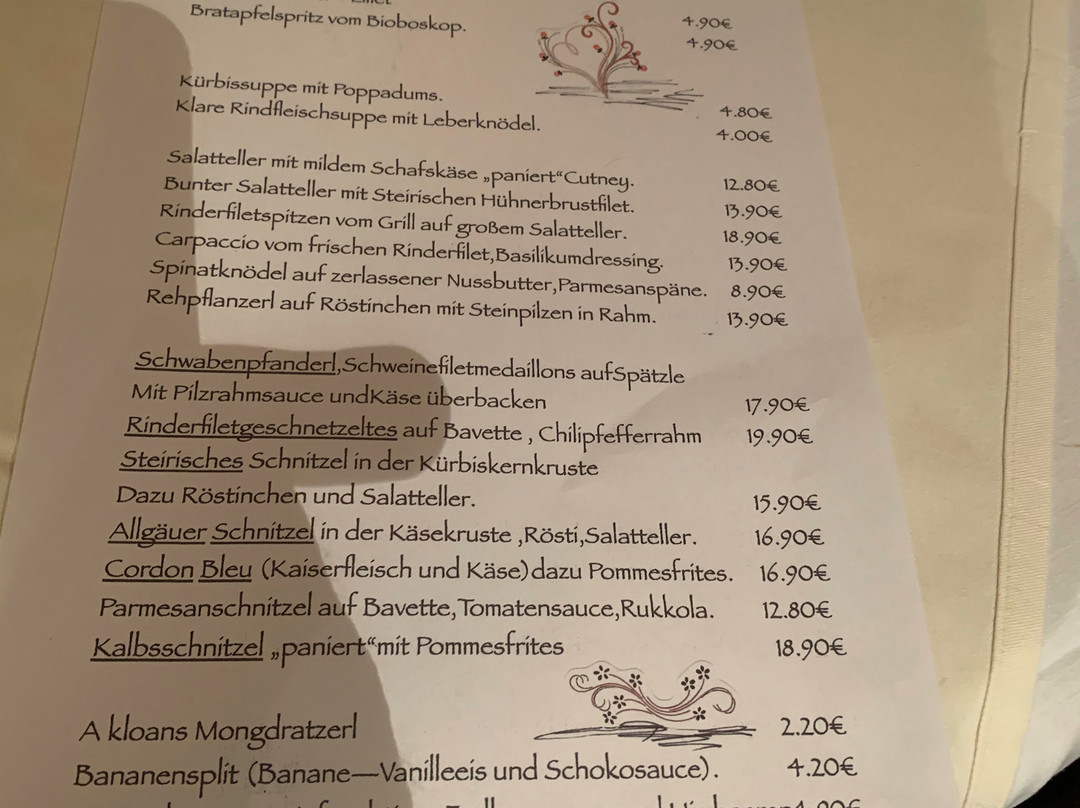 Bratapfelspritz vom Bioboskop. 4.90€
4.90€
Kürbissuppe mit Poppadums. 4.80€
Klare Rindfleischsuppe mit Leberknödel. 4.00€
Salatteller mit mildem Schafskäse „paniert“Cutney. 12.80€
Bunter Salatteller mit Steirischen Hühnerbrustfilet. 13.90€
Rinderfiletspitzen vom Grill auf großem Salatteller. 18.90€
Carpaccio vom frischen Rinderfilet,Basilikumdressing. 13.90€
Spinatknödel auf zerlassener Nussbutter,Parmesanspäne. 8.90€
Rehpflanzerl auf Röstinchen mit Steinpilzen in Rahm. 13.90€
Schwabenpfanderl,Schweinefiletmedaillons aufSpätzle
Mit Pilzrahmsauce undKäse überbacken 17.90€
Rinderfiletgeschnetzeltes auf Bavette , Chilipfefferrahm 19.90€
Steirisches Schnitzel in der Kürbiskernkruste
Dazu Röstinchen und Salatteller. 15.90€
Allgäuer Schnitzel in der Käsekruste ,Rösti,Salatteller. 16.90€
Cordon Bleu (Kaiserfleisch und Käse)dazu Pommesfrites. 16.90€
Parmesanschnitzel auf Bavette,Tomatensauce,Rukkola. 12.80€
Kalbsschnitzel „paniert“mit Pommesfrites 18.90€
A kloans Mongdratzerl 2.20€
Bananensplit (Banane—Vanilleeis und Schokosauce). 4.20€